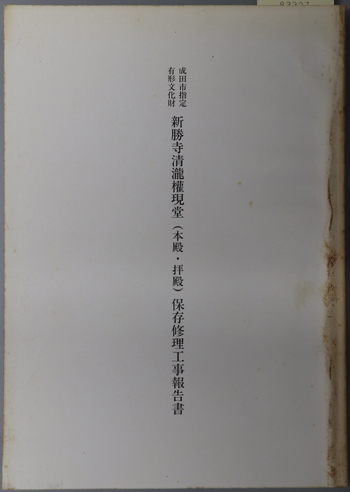 成田市指定
有形文化財
新勝寺清瀧權現堂(本殿・拝殿)保存修理工事報告書